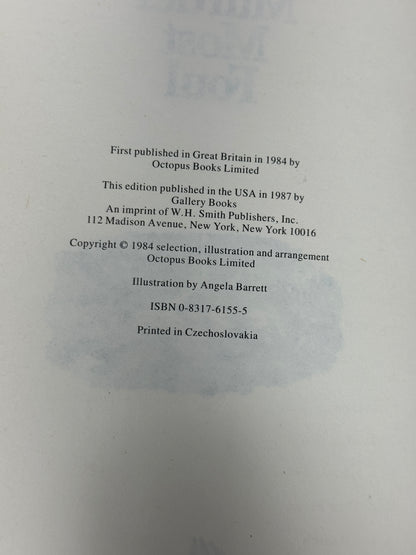 First published in Great Britain in 1984 by
Octopus Books Limited
This edition published in the USA in 1987 by
Gallery Books
An imprint of W.H. Smith Publishers, Inc.
112 Madison Avenue, New York, New York 10016
Copyright © 1984 selection, illustration and arrangement
Octopus Books Limited
Illustration by Angela Barrett
ISBN 0-8317-6155-5
Printed in Czechoslovakia